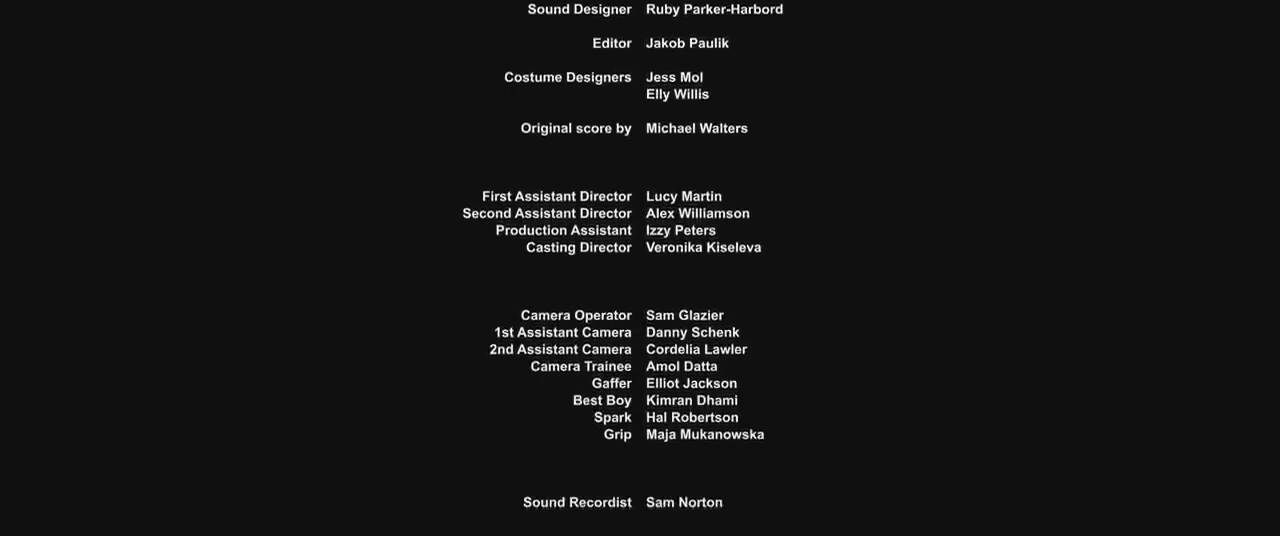 Sound Designer Ruby Parker-Harbord
Editor Jakob Paulik
Costume Designers Jess Mol
Elly Willis
Original score by Michael Walters
First Assistant Director Lucy Martin
Second Assistant Director Alex Williamson
Production Assistant Izzy Peters
Casting Director Veronika Kiseleva
Camera Operator Sam Glazier
1st Assistant Camera Danny Schenk
2nd Assistant Camera Cordelia Lawler
Camera Trainee Amol Datta
Gaffer Elliot Jackson
Best Boy Kimran Dhami
Spark Hal Robertson
Grip Maja Mukanowska
Sound Recordist Sam Norton